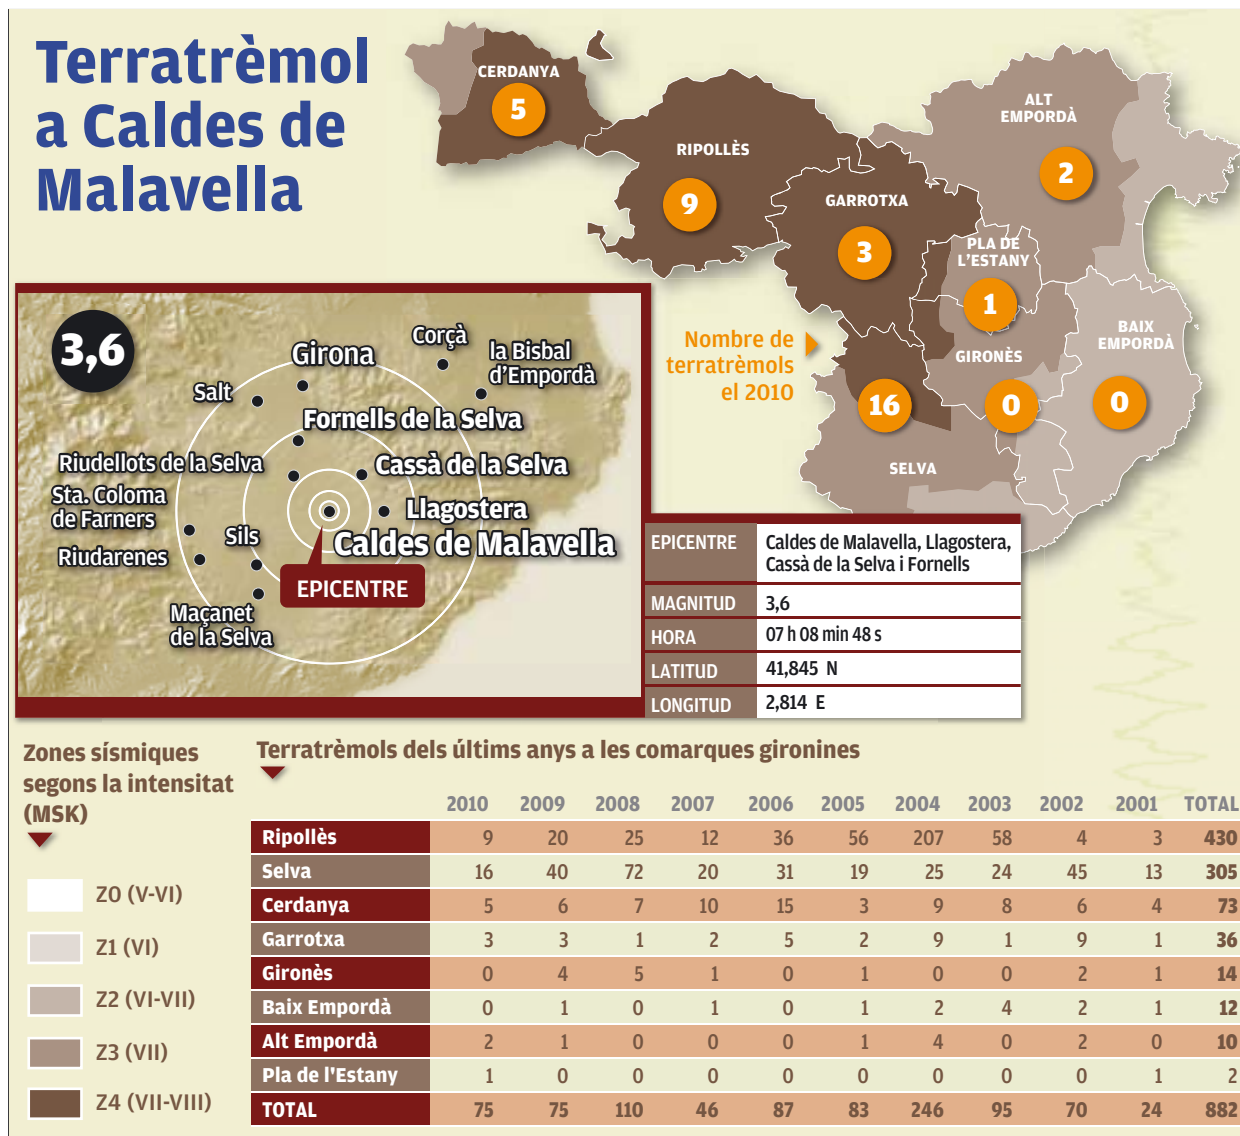 Terratrèmol
a Caldes de
Malavella
CERDANYA
5
RIPOLLÈS
9
GARROTXA
3
ALT
EMPORDÀ
2
PLA DE
L'ESTANY
1
GIRONÈS
0
BAIX
EMPORDÀ
0
SELVA
16
Nombre de
terratrèmols
el 2010
3,6
Girona
Corçà
la Bisbal
d'Empordà
Salt
Fornells de la Selva
Riudellots de la Selva
Cassà de la Selva
Sta. Coloma
de Farners
Llagostera
Sils
Caldes de Malavella
Riudarenes
EPICENTRE
Maçanet
de la Selva
EPICENTRE Caldes de Malavella, Llagostera,
Cassà de la Selva i Fornells
MAGNITUD 3,6
HORA 07 h 08 min 48 s
LATITUD 41,845 N
LONGITUD 2,814 E
Zones sísmiques
segons la intensitat
(MSK)
Z0 (V-VI)
Z1 (VI)
Z2 (VI-VII)
Z3 (VII)
Z4 (VII-VIII)
Terratrèmols dels últims anys a les comarques gironines
2010 2009 2008 2007 2006 2005 2004 2003 2002 2001 TOTAL
Ripollès 9 20 25 12 36 56 207 58 4 3 430
Selva 16 40 72 20 31 19 25 24 45 13 305
Cerdanya 5 6 7 10 15 3 9 8 6 4 73
Garrotxa 3 3 1 2 5 2 9 1 9 1 36
Gironès 0 4 5 1 0 1 0 0 2 1 14
Baix Empordà 0 1 0 1 0 1 2 4 2 1 12
Alt Empordà 2 1 0 0 0 1 4 0 2 0 10
Pla de l'Estany 1 0 0 0 0 0 0 0 0 1 2
TOTAL 75 75 110 46 87 83 246 95 70 24 882